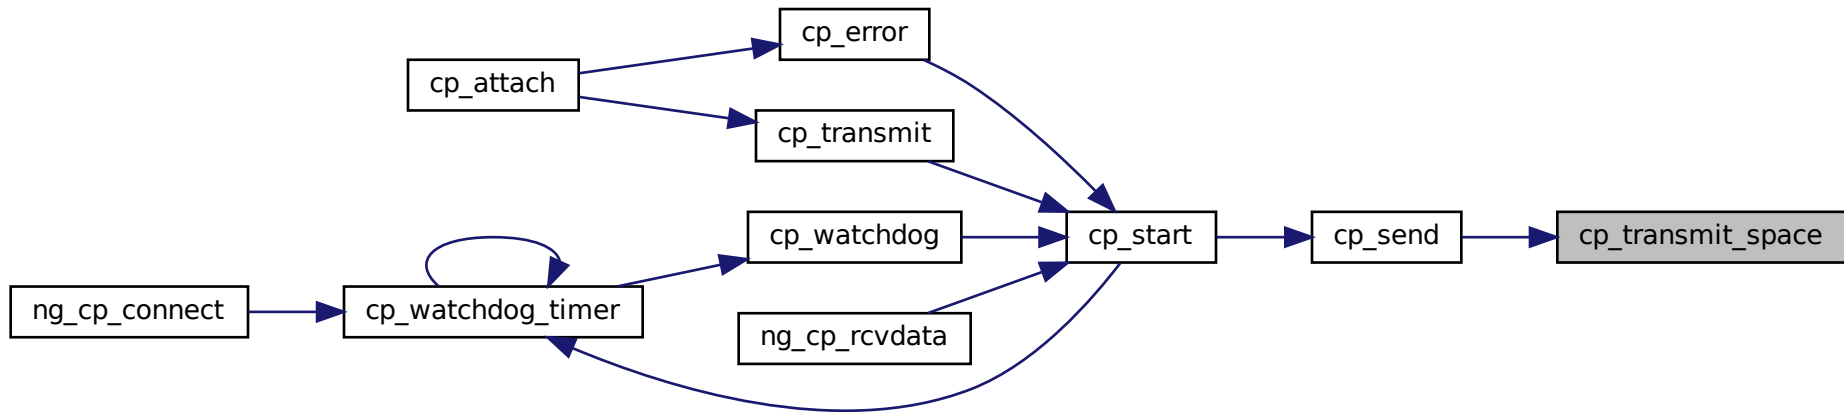 cp_error
cp_attach
cp_transmit
cp_watchdog
cp_start
cp_send
cp_transmit_space
ng_cp_connect
cp_watchdog_timer
ng_cp_rcvdata